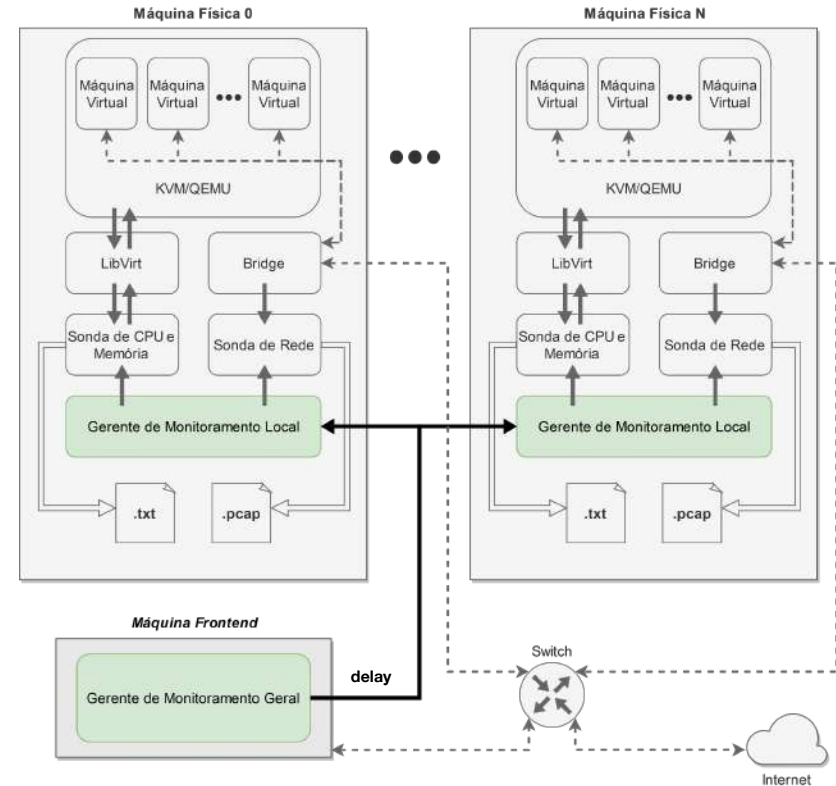 Máquina Física 0
Máquina
Virtual
Máquina
Virtual
Máquina
Virtual
KVM/QEMU
LibVirt
Bridge
Sonda de CPU e
Memória
Sonda de Rede
Gerente de Monitoramento Local
.txt
.pcap
Máquina Física N
Máquina
Virtual
Máquina
Virtual
Máquina
Virtual
KVM/QEMU
LibVirt
Bridge
Sonda de CPU e
Memória
Sonda de Rede
Gerente de Monitoramento Local
.txt
.pcap
Máquina Frontend
Gerente de Monitoramento Geral
delay
Switch
Internet